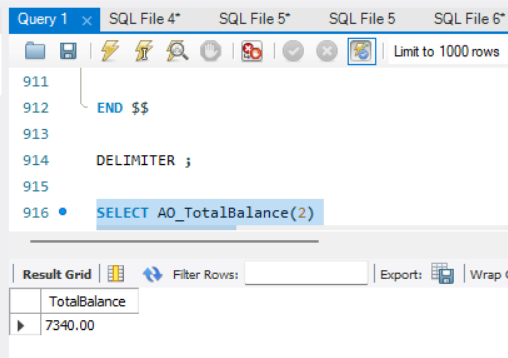 Query 1 × SQL File 4* SQL File 5* SQL File 5 SQL File 6*
Limit to 1000 rows
911
912 END $$
913
914 DELIMITER ;
915
916 SELECT AO_TotalBalance(2)
Result Grid Filter Rows: Export: Wrap C
TotalBalance
7340.00